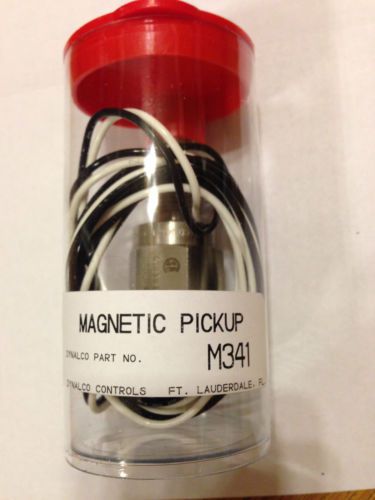 MAGNETIC PICKUP
DYNALCO PART NO. M341
DYNALCO CONTROLS FT. LAUDERDALE, FL.